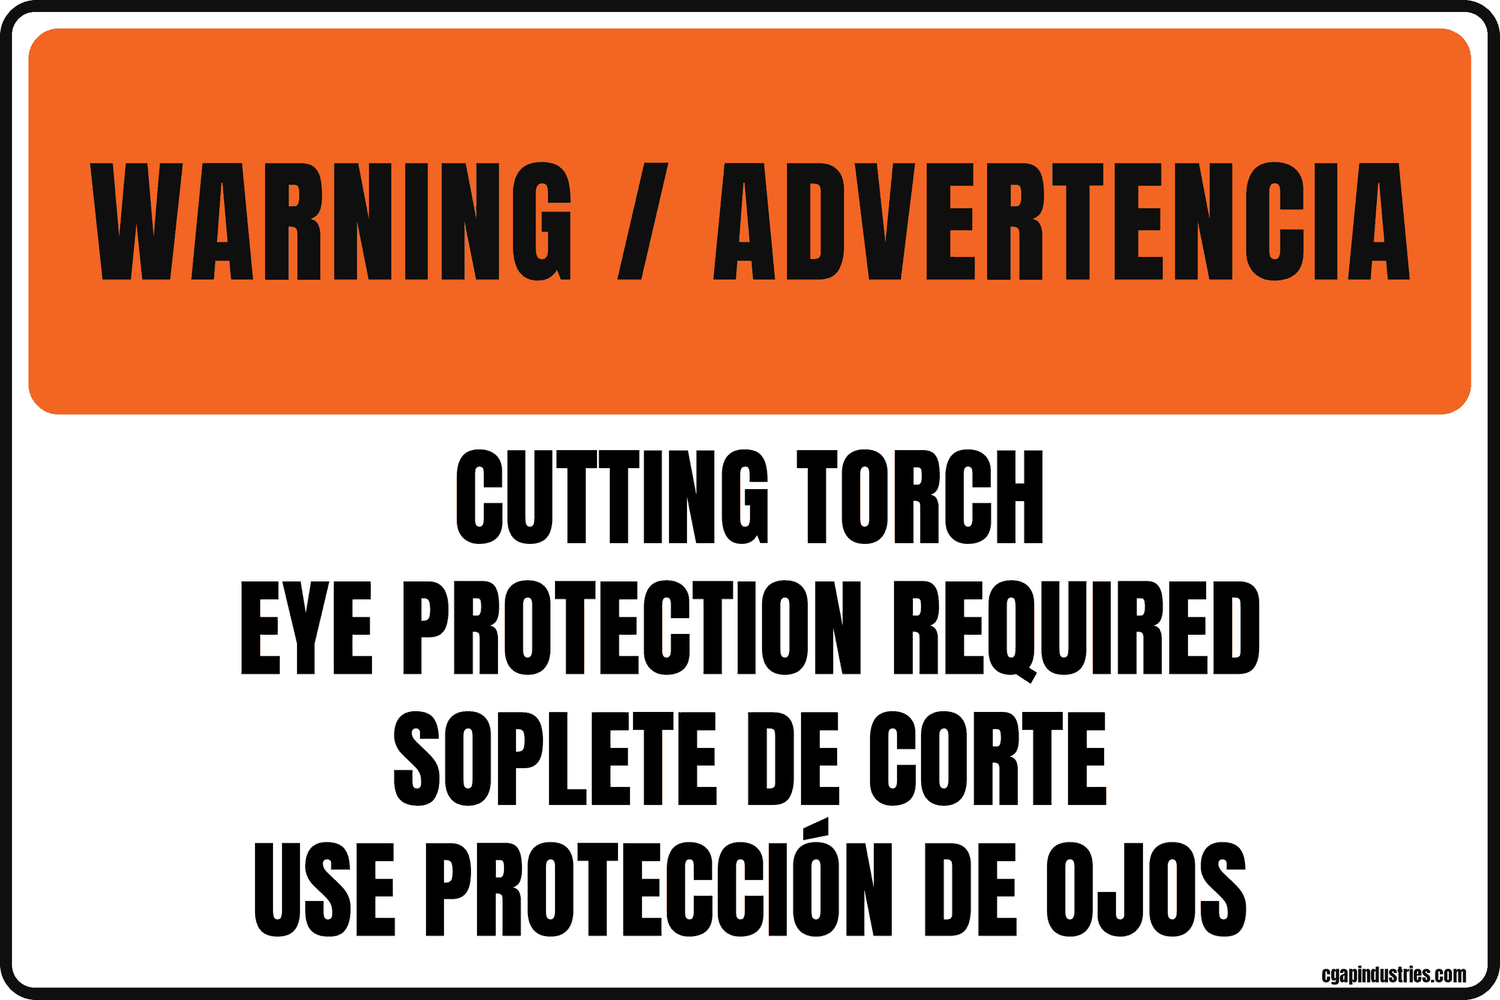 WARNING / ADVERTENCIA
CUTTING TORCH
EYE PROTECTION REQUIRED
SOPLETE DE CORTE
USE PROTECCIÓN DE OJOS
cgapindustries.com